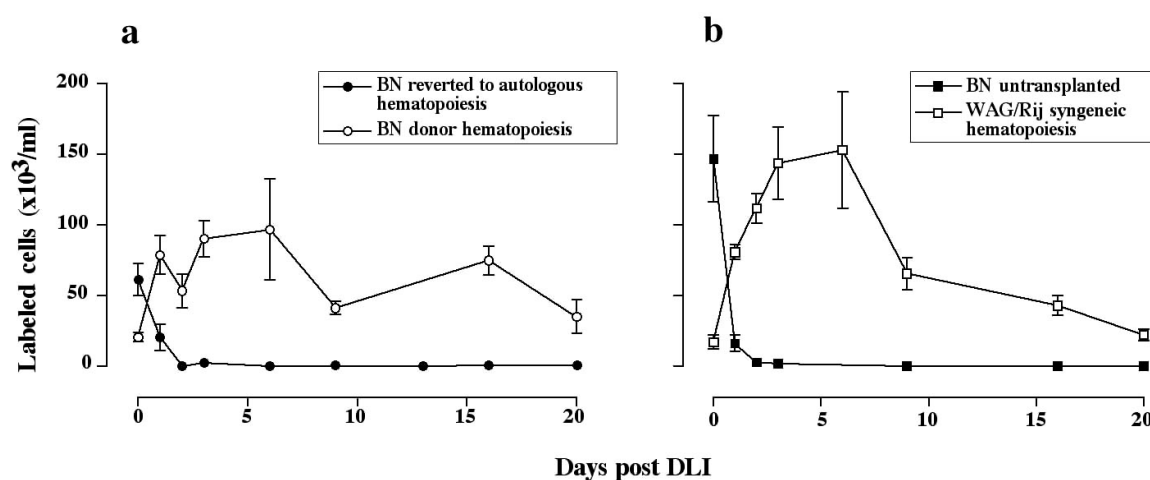 a
b
BN reverted to autologous
hematopoiesis
BN donor hematopoiesis
BN untransplanted
WAG/Rij syngeneic
hematopoiesis
Labeled cells (x10³/ml)
200
150
100
50
0
0 5 10 15 20
0 5 10 15 20
Days post DLI